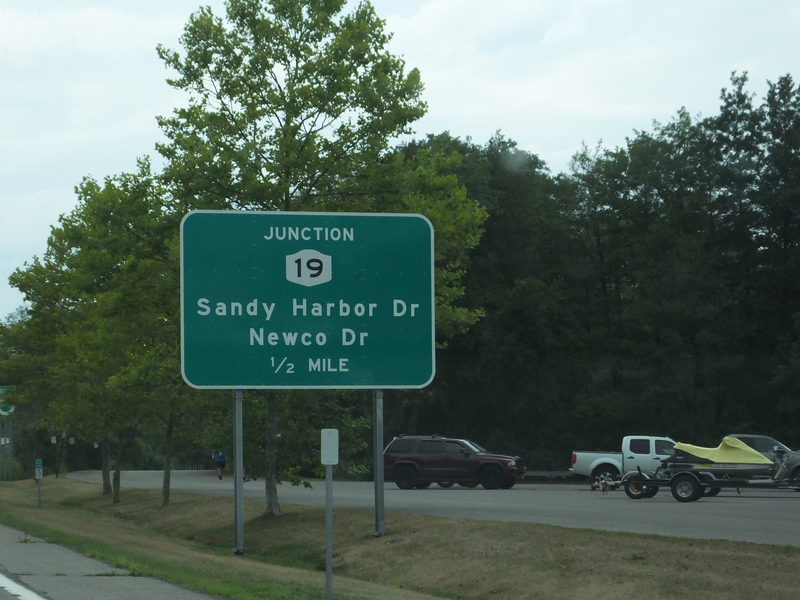 JUNCTION
19
Sandy Harbor Dr
Newco Dr
1/2 MILE